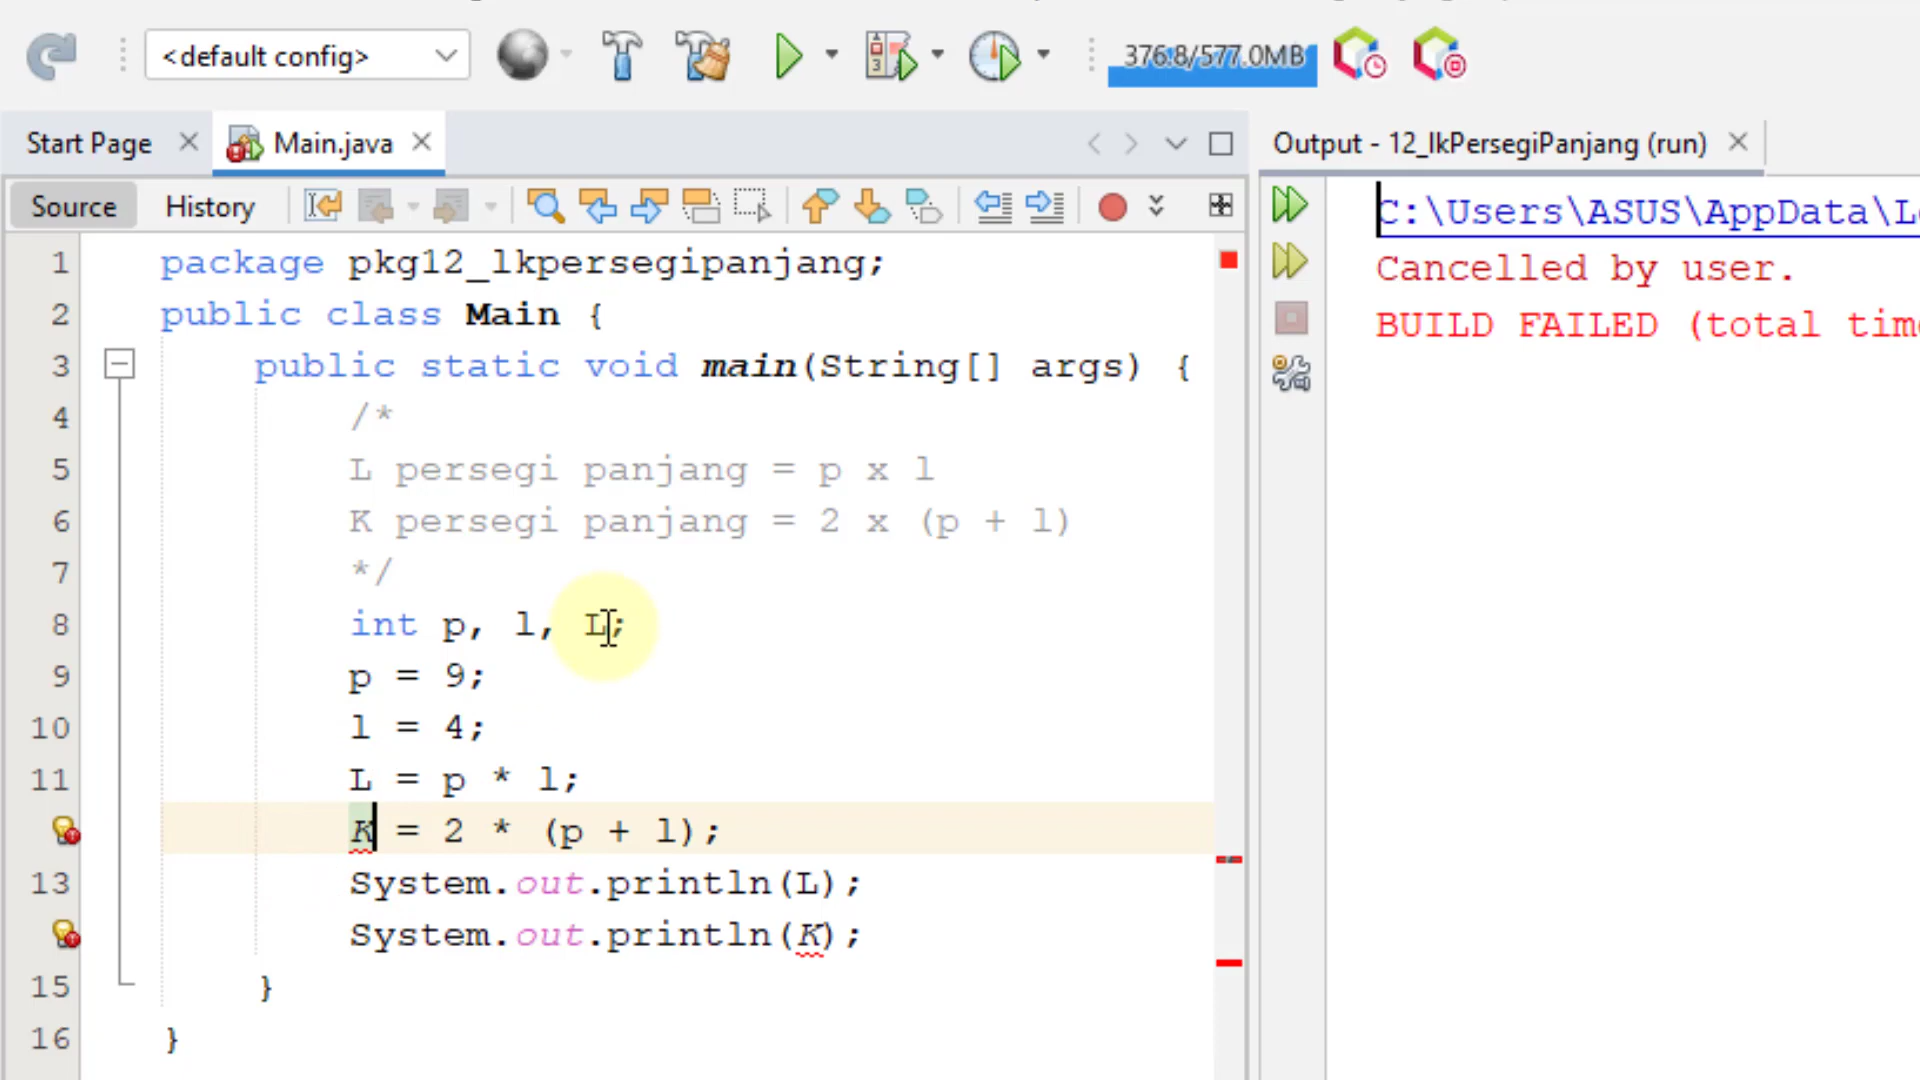 <default config>
376.8/577.0MB
Start Page
Main.java
Output - 12_lkPersegiPanjang (run)
Source
History
1 package pkg12_lkpersegipanjang;
2 public class Main {
3 public static void main(String[] args) {
4 /*
5 L persegi panjang = p x l
6 K persegi panjang = 2 x (p + l)
7 */
8 int p, l, L;
9 p = 9;
10 l = 4;
11 L = p * l;
K = 2 * (p + l);
13 System.out.println(L);
System.out.println(K);
15 }
16 }
C:\Users\ASUS\AppData\L
Cancelled by user.
BUILD FAILED (total tim